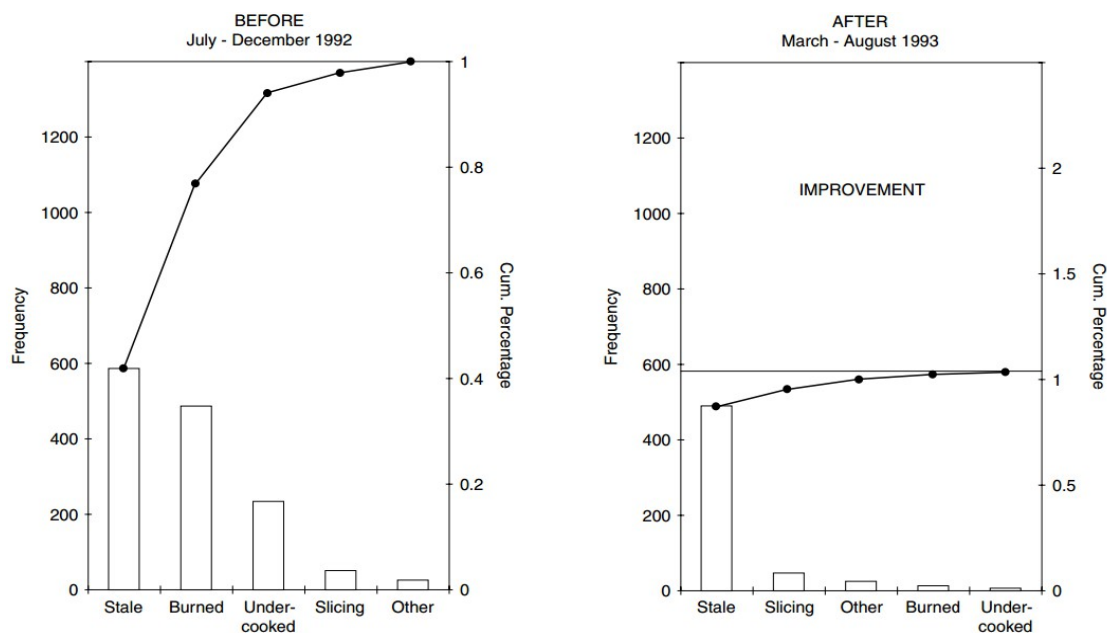 BEFORE
July - December 1992
1200
1000
800
600
400
200
0
Frequency
1
0.8
0.6
0.4
0.2
0
Cum. Percentage
Stale
Burned
Under-
cooked
Slicing
Other
AFTER
March - August 1993
IMPROVEMENT
1200
1000
800
600
400
200
0
Frequency
2
1.5
1
0.5
0
Cum. Percentage
Stale
Slicing
Other
Burned
Under-
cooked